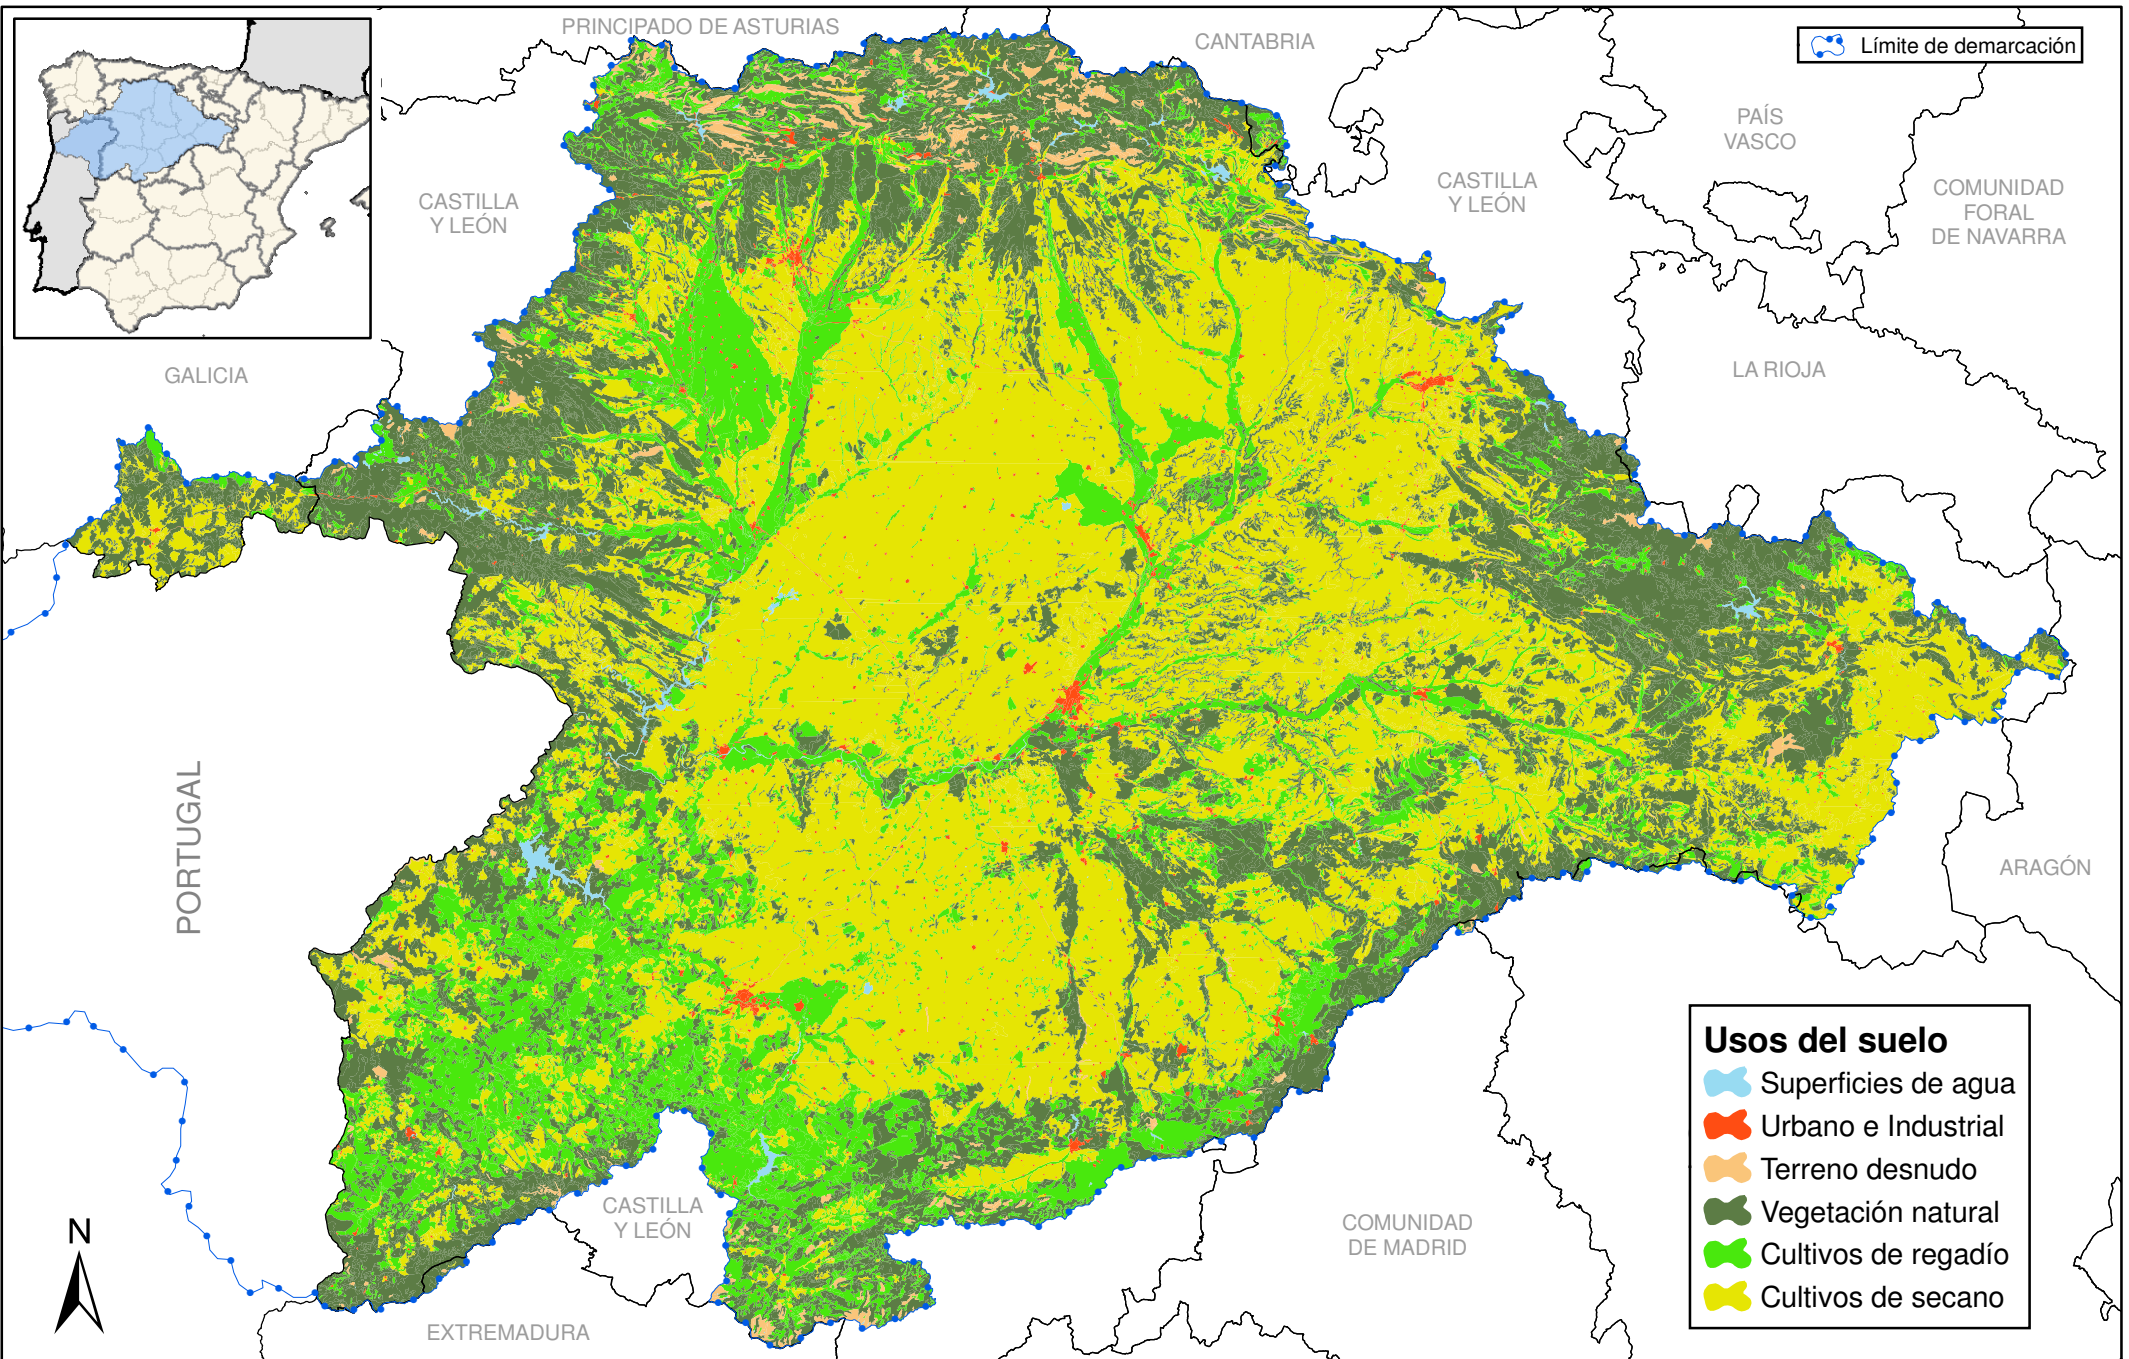 PRINCIPADO DE ASTURIAS
CANTABRIA
Límite de demarcación
PAÍS
VASCO
CASTILLA
Y LEÓN
CASTILLA
Y LEÓN
COMUNIDAD
FORAL
DE NAVARRA
GALICIA
LA RIOJA
PORTUGAL
ARAGÓN
CASTILLA
Y LEÓN
COMUNIDAD
DE MADRID
EXTREMADURA
N
Usos del suelo
Superficies de agua
Urbano e Industrial
Terreno desnudo
Vegetación natural
Cultivos de regadío
Cultivos de secano